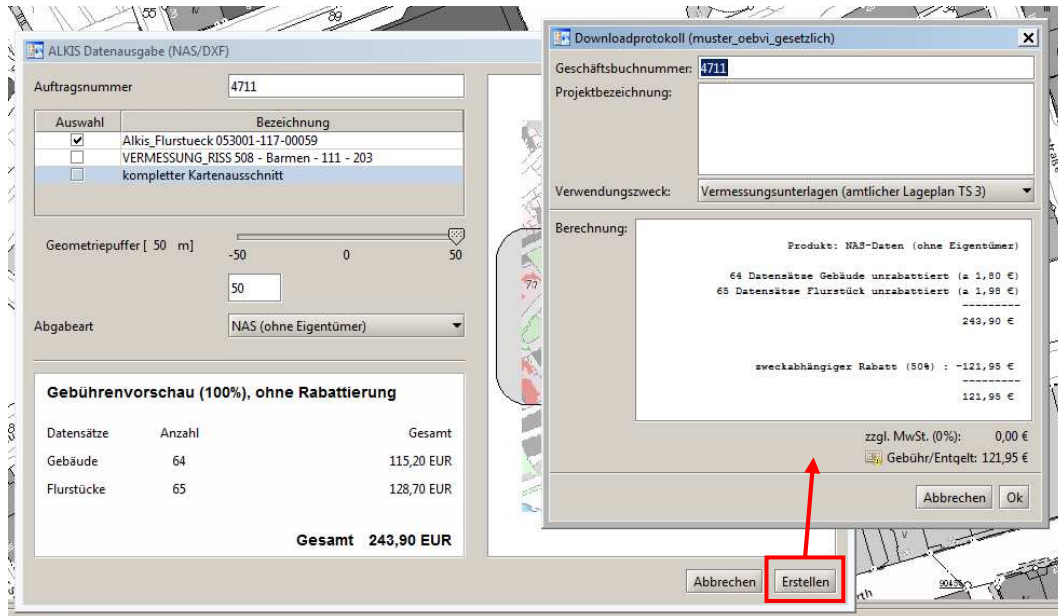 55
89
ALKIS Datenausgabe (NAS/DXF)
Auftragsnummer
4711
Auswahl Bezeichnung
Alkis_Flurstueck 053001-117-00059
VERMESSUNG_RISS 508 - Barmen - 111 - 203
kompletter Kartenausschnitt
Geometriepuffer [ 50 m]
-50 0 50
50
Abgabeart
NAS (ohne Eigentümer)
Gebührenvorschau (100%), ohne Rabattierung
Datensätze Anzahl Gesamt
Gebäude 64 115,20 EUR
Flurstücke 65 128,70 EUR
Gesamt 243,90 EUR
77
Abbrechen Erstellen
Downloadprotokoll (muster_oebvi_gesetzlich)
Geschäftsbuchnummer: 4711
Projektbezeichnung:
Verwendungszweck: Vermessungsunterlagen (amtlicher Lageplan TS 3)
Berechnung:
Produkt: NAS-Daten (ohne Eigentümer)
64 Datensätze Gebäude unrabattiert (a 1,80 €)
65 Datensätze Flurstück unrabattiert (a 1,98 €)
---------
243,90 €
zweckabhängiger Rabatt (50%) : -121,95 €
---------
121,95 €
zzgl. MwSt. (0%): 0,00 €
Gebühr/Entgelt: 121,95 €
Abbrechen Ok